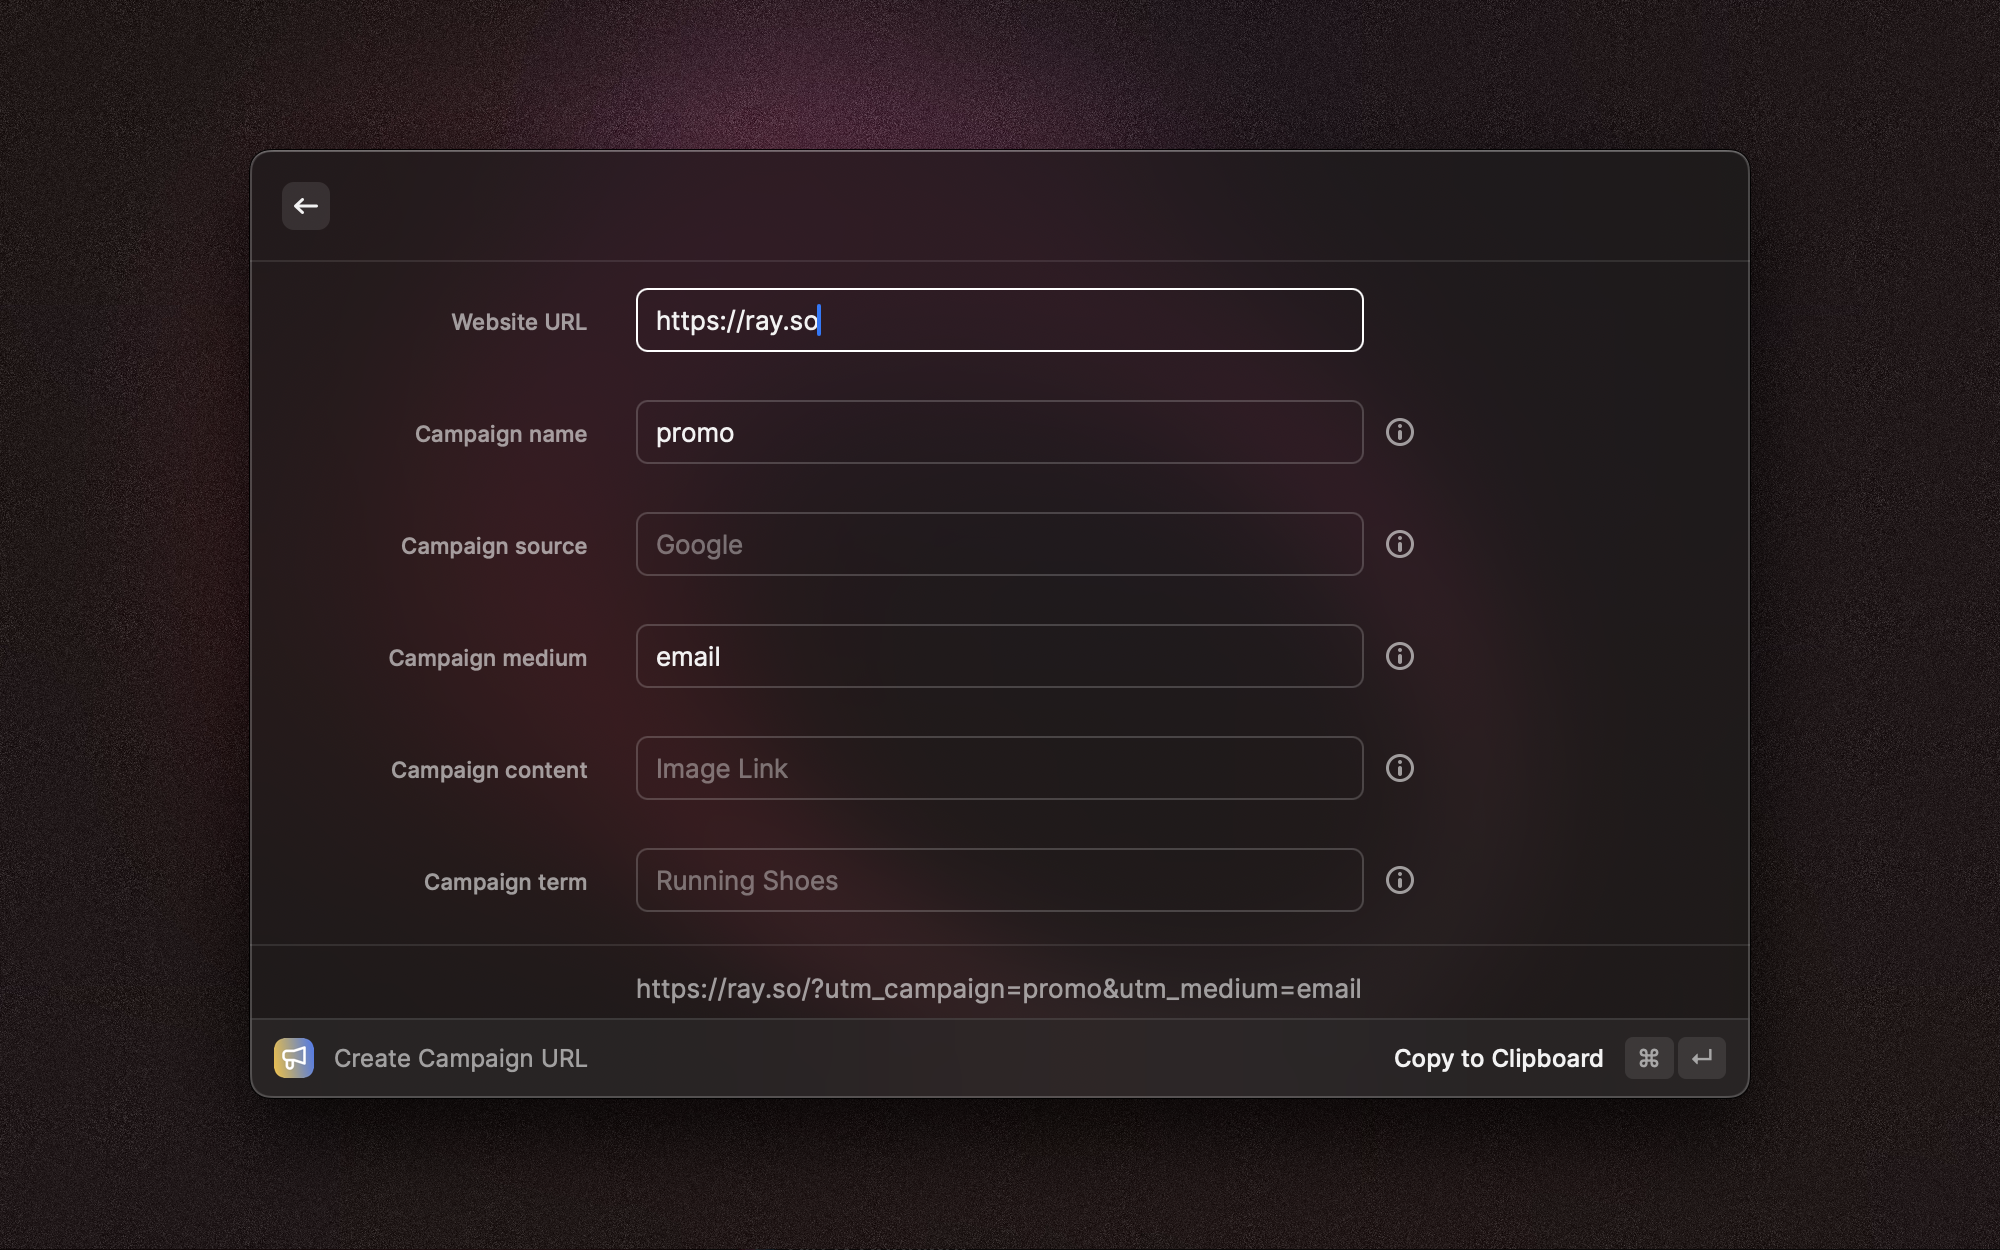 Website URL https://ray.so
Campaign name promo
Campaign source Google
Campaign medium email
Campaign content Image Link
Campaign term Running Shoes
https://ray.so/?utm_campaign=promo&utm_medium=email
Create Campaign URL Copy to Clipboard ⌘ ↵